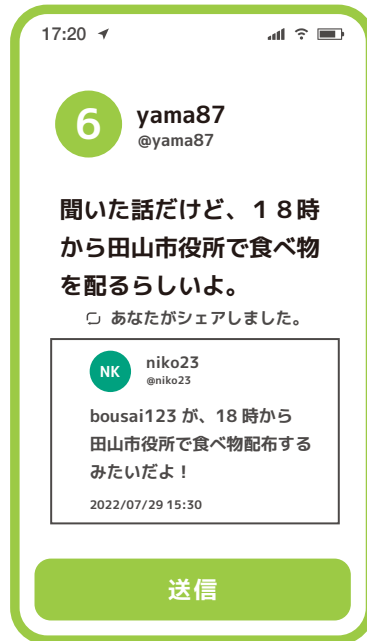 17:20
6
yama87
@yama87
聞いた話だけど、１８時
から田山市役所で食べ物
を配るらしいよ。
あなたがシェアしました。
NK
niko23
@niko23
bousai123 が、18 時から
田山市役所で食べ物配布する
みたいだよ！
2022/07/29 15:30
送信